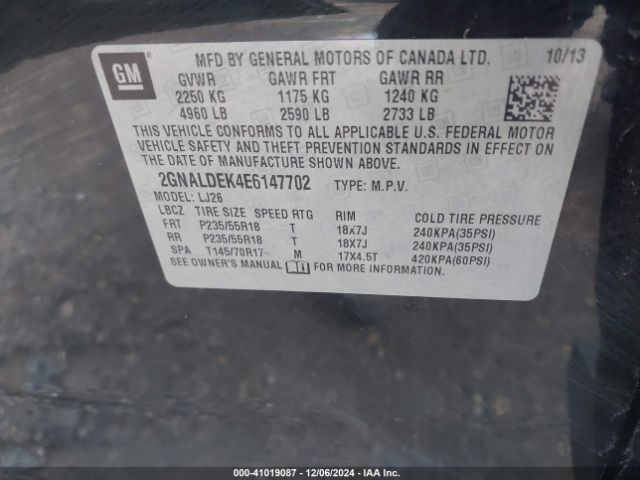 GM
MFD BY GENERAL MOTORS OF CANADA LTD. 10/13
GVWR GAWR FRT GAWR RR
2250 KG 1175 KG 1240 KG
4960 LB 2590 LB 2733 LB
THIS VEHICLE CONFORMS TO ALL APPLICABLE U.S. FEDERAL MOTOR
VEHICLE SAFETY AND THEFT PREVENTION STANDARDS IN EFFECT ON
THE DATE OF MANUFACTURE SHOWN ABOVE.
2GNALDEK4E6147702 TYPE: M.P.V.
MODEL: LJ26
LBCZ TIRE SIZE SPEED RTG RIM COLD TIRE PRESSURE
FRT P235/55R18 T 18X7J 240KPA(35PSI)
RR P235/55R18 T 18X7J 240KPA(35PSI)
SPA T145/70R17 M 17X4.5T 420KPA(60PSI)
SEE OWNER'S MANUAL FOR MORE INFORMATION.
000-41019087 - 12/06/2024 - IAA Inc.